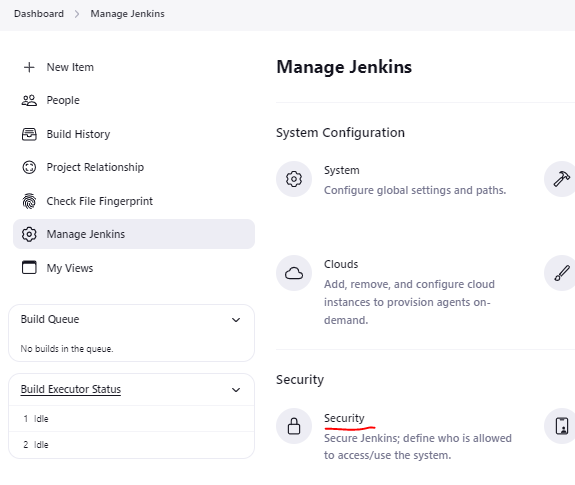 Dashboard > Manage Jenkins
New Item
People
Build History
Project Relationship
Check File Fingerprint
Manage Jenkins
My Views
Build Queue
No builds in the queue.
Build Executor Status
1 Idle
2 Idle
Manage Jenkins
System Configuration
System
Configure global settings and paths.
Clouds
Add, remove, and configure cloud
instances to provision agents on-
demand.
Security
Security
Secure Jenkins; define who is allowed
to access/use the system.